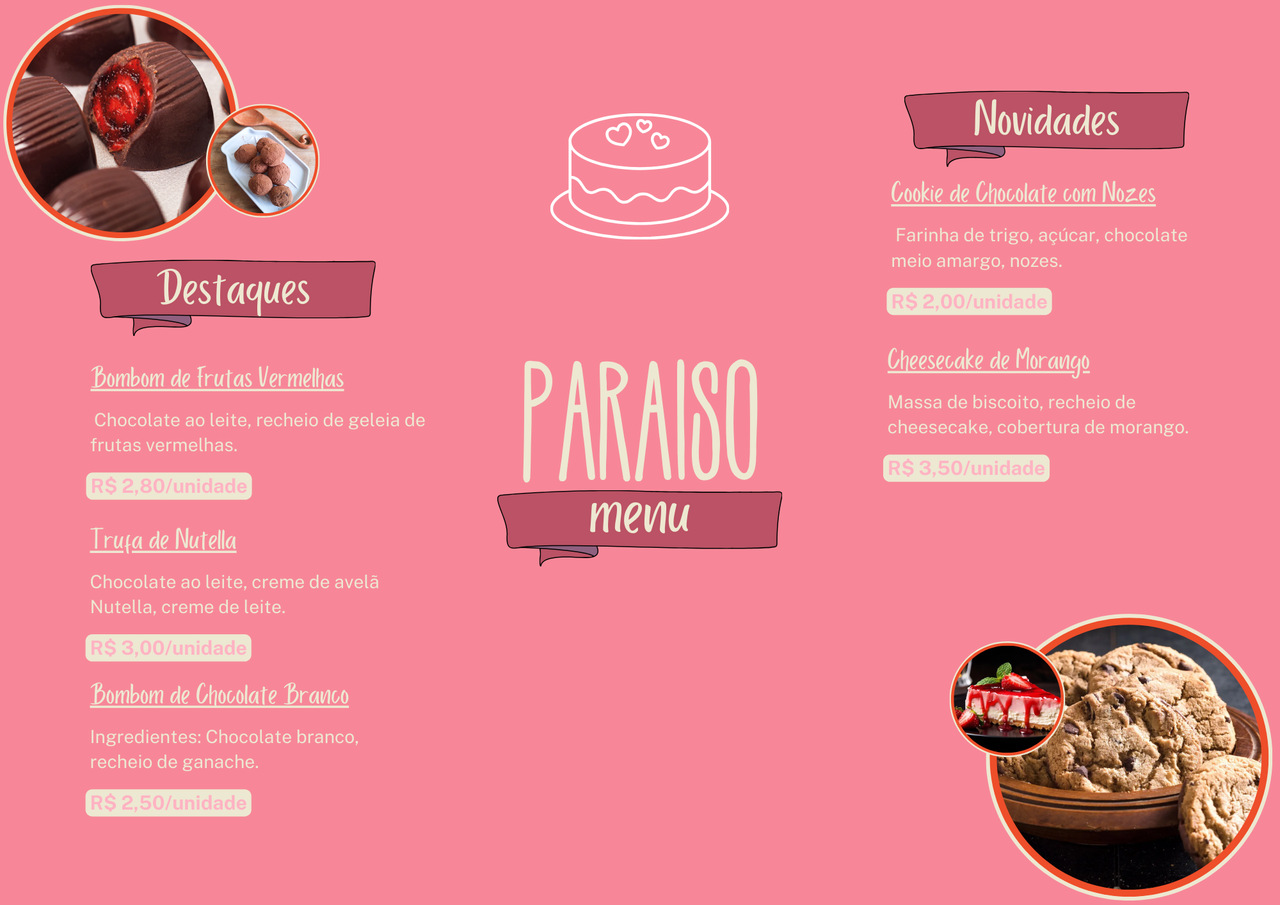 Destaques
Bombom de Frutas Vermelhas
Chocolate ao leite, recheio de geleia de
frutas vermelhas.
R$ 2,80/unidade
Trufa de Nutella
Chocolate ao leite, creme de avelã
Nutella, creme de leite.
R$ 3,00/unidade
Bombom de Chocolate Branco
Ingredientes: Chocolate branco,
recheio de ganache.
R$ 2,50/unidade
PARAISO
menu
Novidades
Cookie de Chocolate com Nozes
Farinha de trigo, açúcar, chocolate
meio amargo, nozes.
R$ 2,00/unidade
Cheesecake de Morango
Massa de biscoito, recheio de
cheesecake, cobertura de morango.
R$ 3,50/unidade